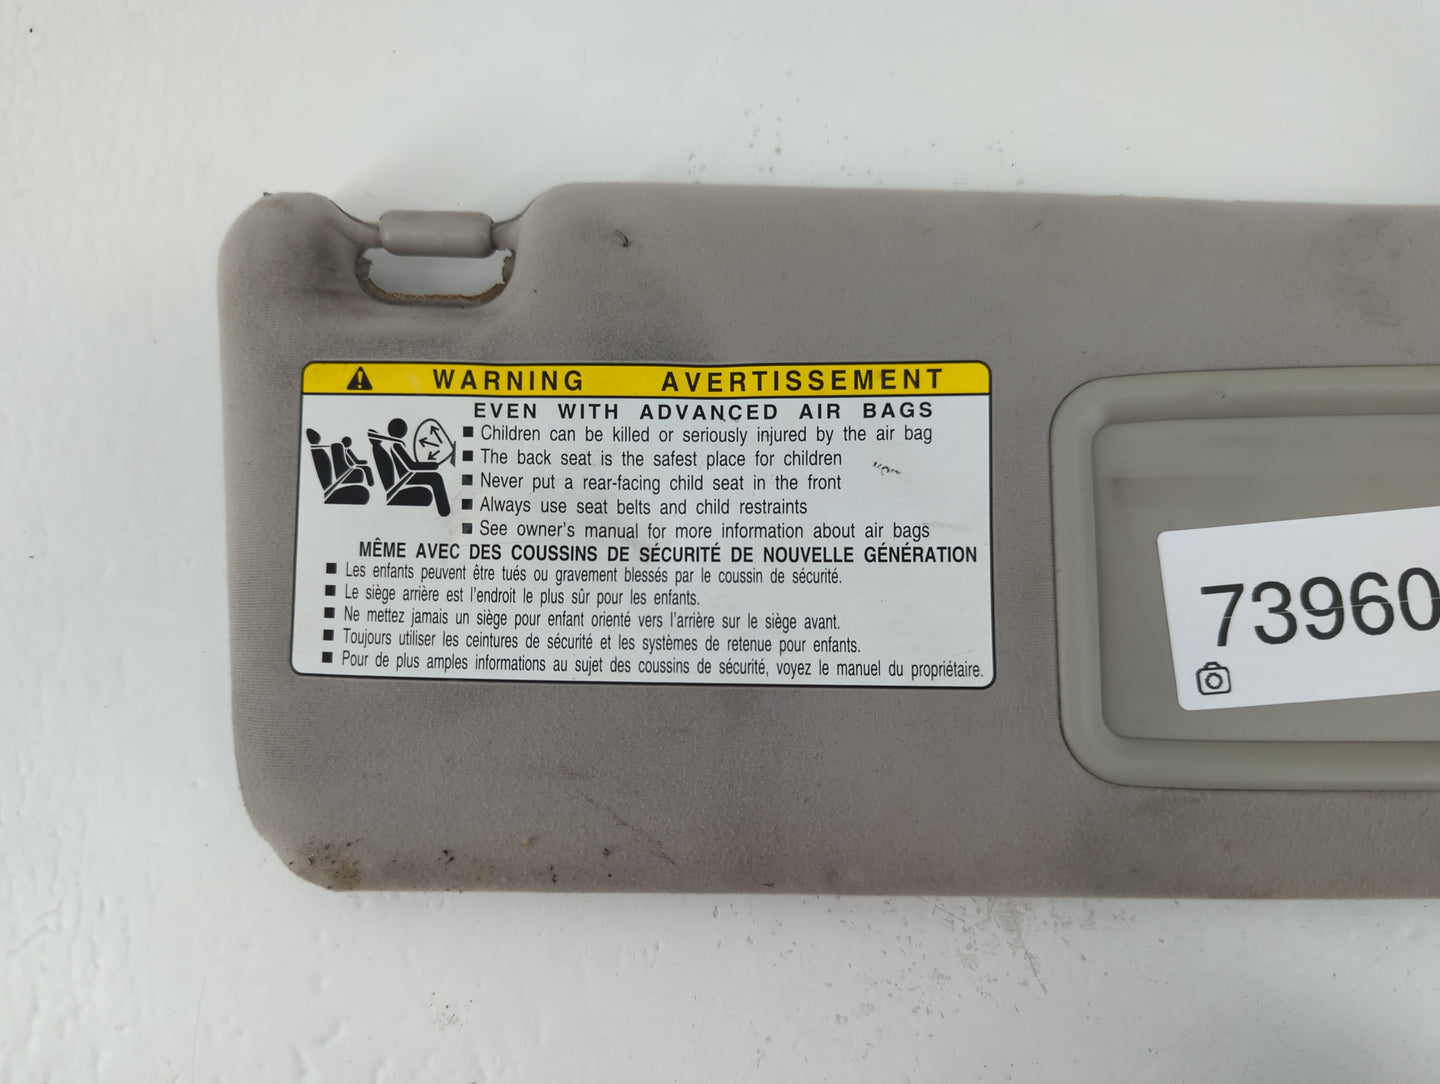 WARNING AVERTISSEMENT
EVEN WITH ADVANCED AIR BAGS
■ Children can be killed or seriously injured by the air bag
■ The back seat is the safest place for children
■ Never put a rear-facing child seat in the front
■ Always use seat belts and child restraints
■ See owner's manual for more information about air bags
MÊME AVEC DES COUSSINS DE SÉCURITÉ DE NOUVELLE GÉNÉRATION
■ Les enfants peuvent être tués ou gravement blessés par le coussin de sécurité.
■ Le siège arrière est l'endroit le plus sûr pour les enfants.
■ Ne mettez jamais un siège pour enfant orienté vers l'arrière sur le siège avant.
■ Toujours utiliser les ceintures de sécurité et les systèmes de retenue pour enfants.
■ Pour de plus amples informations au sujet des coussins de sécurité, voyez le manuel du propriétaire.
73960